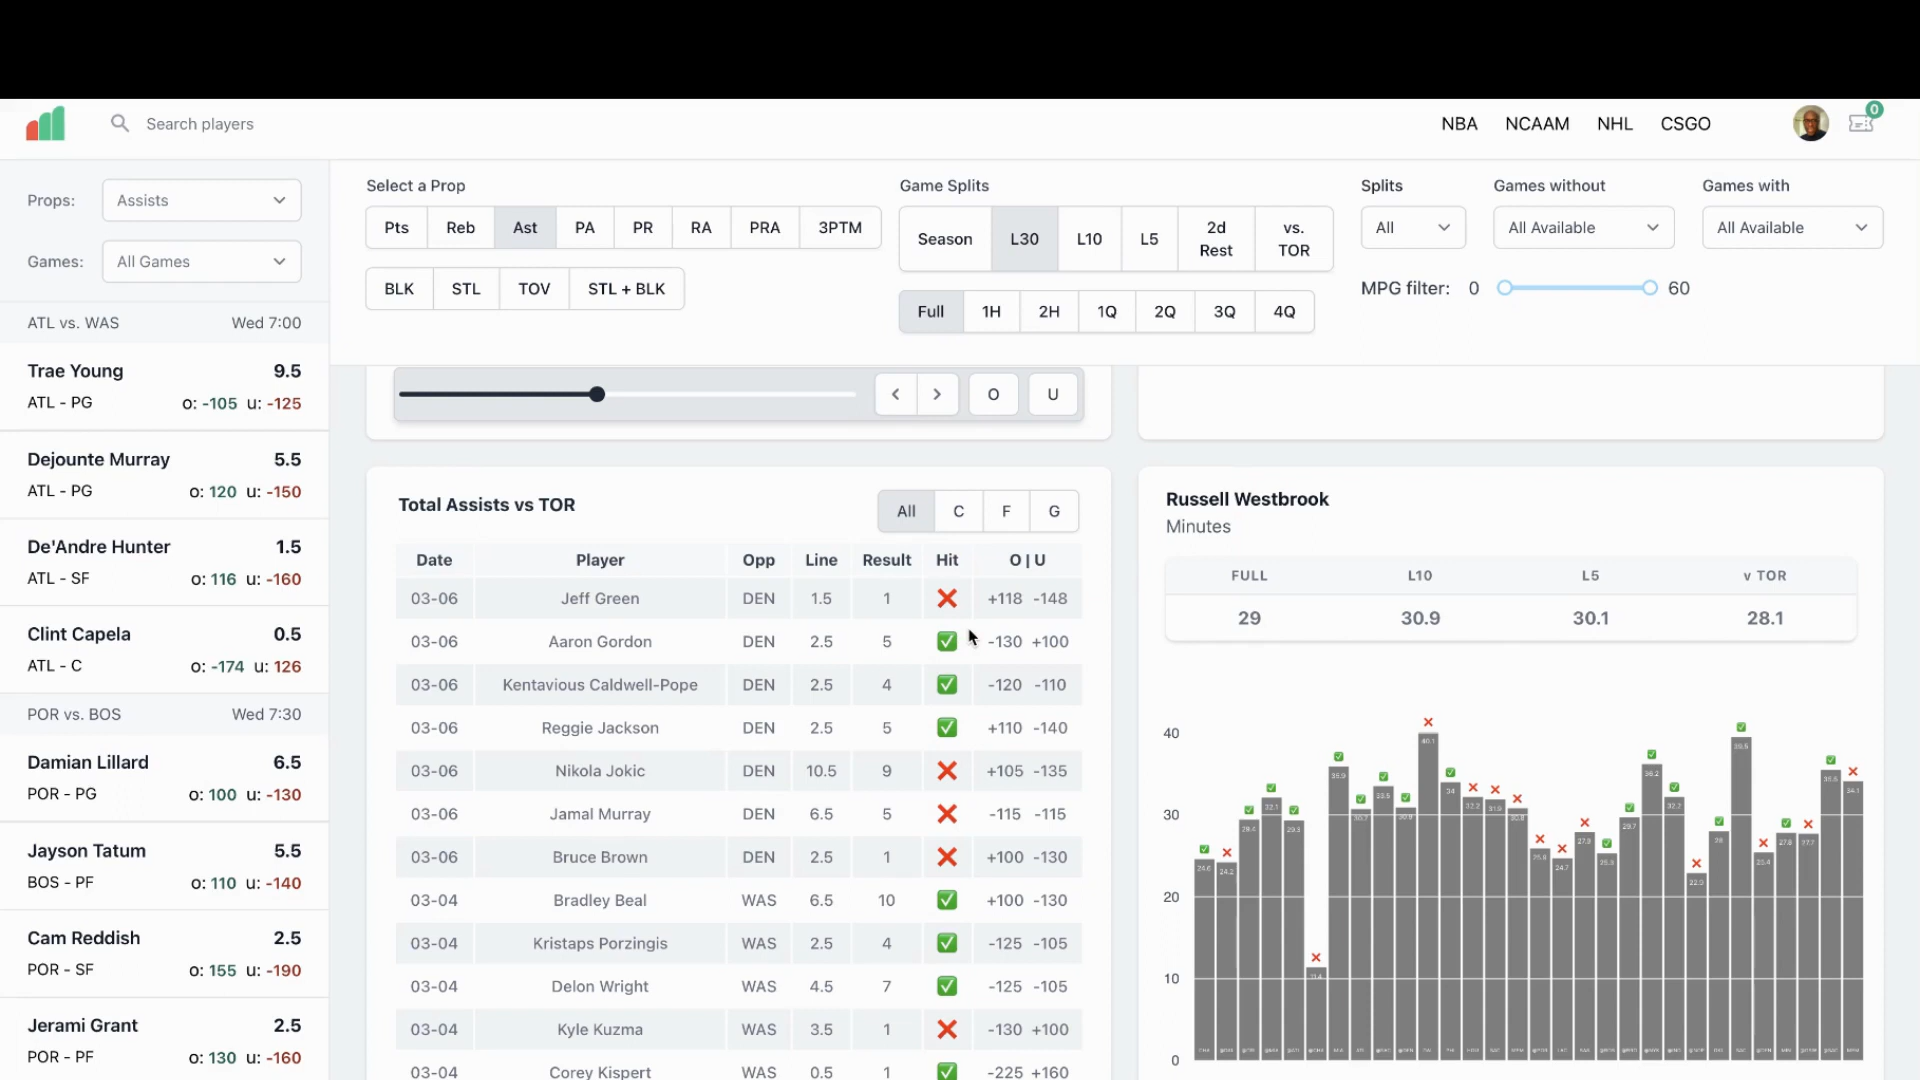 0
Search players
NBA NCAAM NHL CSGO
Props: Assists
Games: All Games
ATL vs. WAS Wed 7:00
Trae Young 9.5
ATL - PG o: -105 u: -125
Dejounte Murray 5.5
ATL - PG o: 120 u: -150
De'Andre Hunter 1.5
ATL - SF o: 116 u: -160
Clint Capela 0.5
ATL - C o: -174 u: 126
POR vs. BOS Wed 7:30
Damian Lillard 6.5
POR - PG o: 100 u: -130
Jayson Tatum 5.5
BOS - PF o: 110 u: -140
Cam Reddish 2.5
POR - SF o: 155 u: -190
Jerami Grant 2.5
POR - PF o: 130 u: -160
Select a Prop
Pts Reb Ast PA PR RA PRA 3PTM
BLK STL TOV STL + BLK
Game Splits
Season L30 L10 L5 2d Rest vs. TOR
Full 1H 2H 1Q 2Q 3Q 4Q
Splits Games without Games with
All All Available All Available
MPG filter: 0 60
< > O U
Total Assists vs TOR All C F G
Date Player Opp Line Result Hit O | U
03-06 Jeff Green DEN 1.5 1 ❌ +118 -148
03-06 Aaron Gordon DEN 2.5 5 ✅ -130 +100
03-06 Kentavious Caldwell-Pope DEN 2.5 4 ✅ -120 -110
03-06 Reggie Jackson DEN 2.5 5 ✅ +110 -140
03-06 Nikola Jokic DEN 10.5 9 ❌ +105 -135
03-06 Jamal Murray DEN 6.5 5 ❌ -115 -115
03-06 Bruce Brown DEN 2.5 1 ❌ +100 -130
03-04 Bradley Beal WAS 6.5 10 ✅ +100 -130
03-04 Kristaps Porzingis WAS 2.5 4 ✅ -125 -105
03-04 Delon Wright WAS 4.5 7 ✅ -125 -105
03-04 Kyle Kuzma WAS 3.5 1 ❌ -130 +100
03-04 Corey Kispert WAS 0.5 1 ✅ -225 +160
Russell Westbrook
Minutes
FULL L10 L5 v TOR
29 30.9 30.1 28.1
40
30
20
10
0